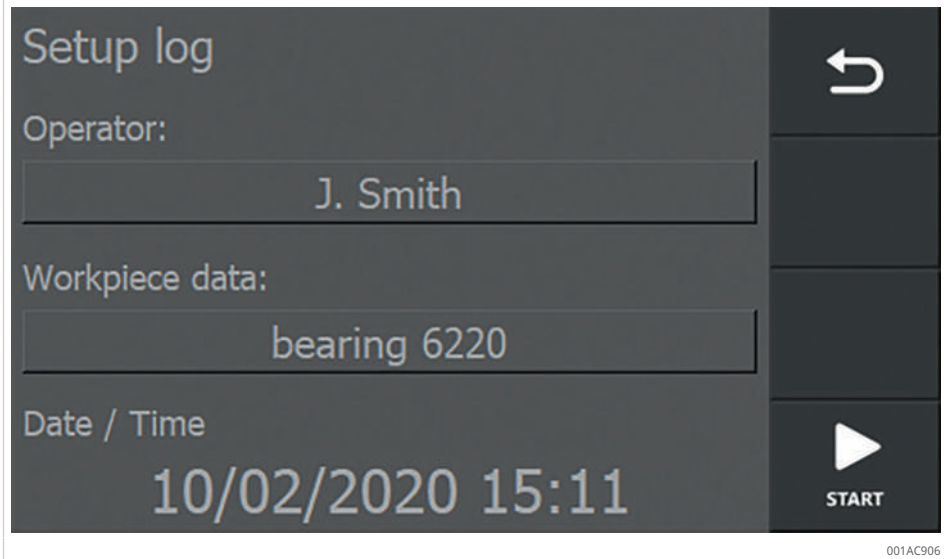 Setup log
Operator:
J. Smith
Workpiece data:
bearing 6220
Date / Time
10/02/2020 15:11
START
001AC906